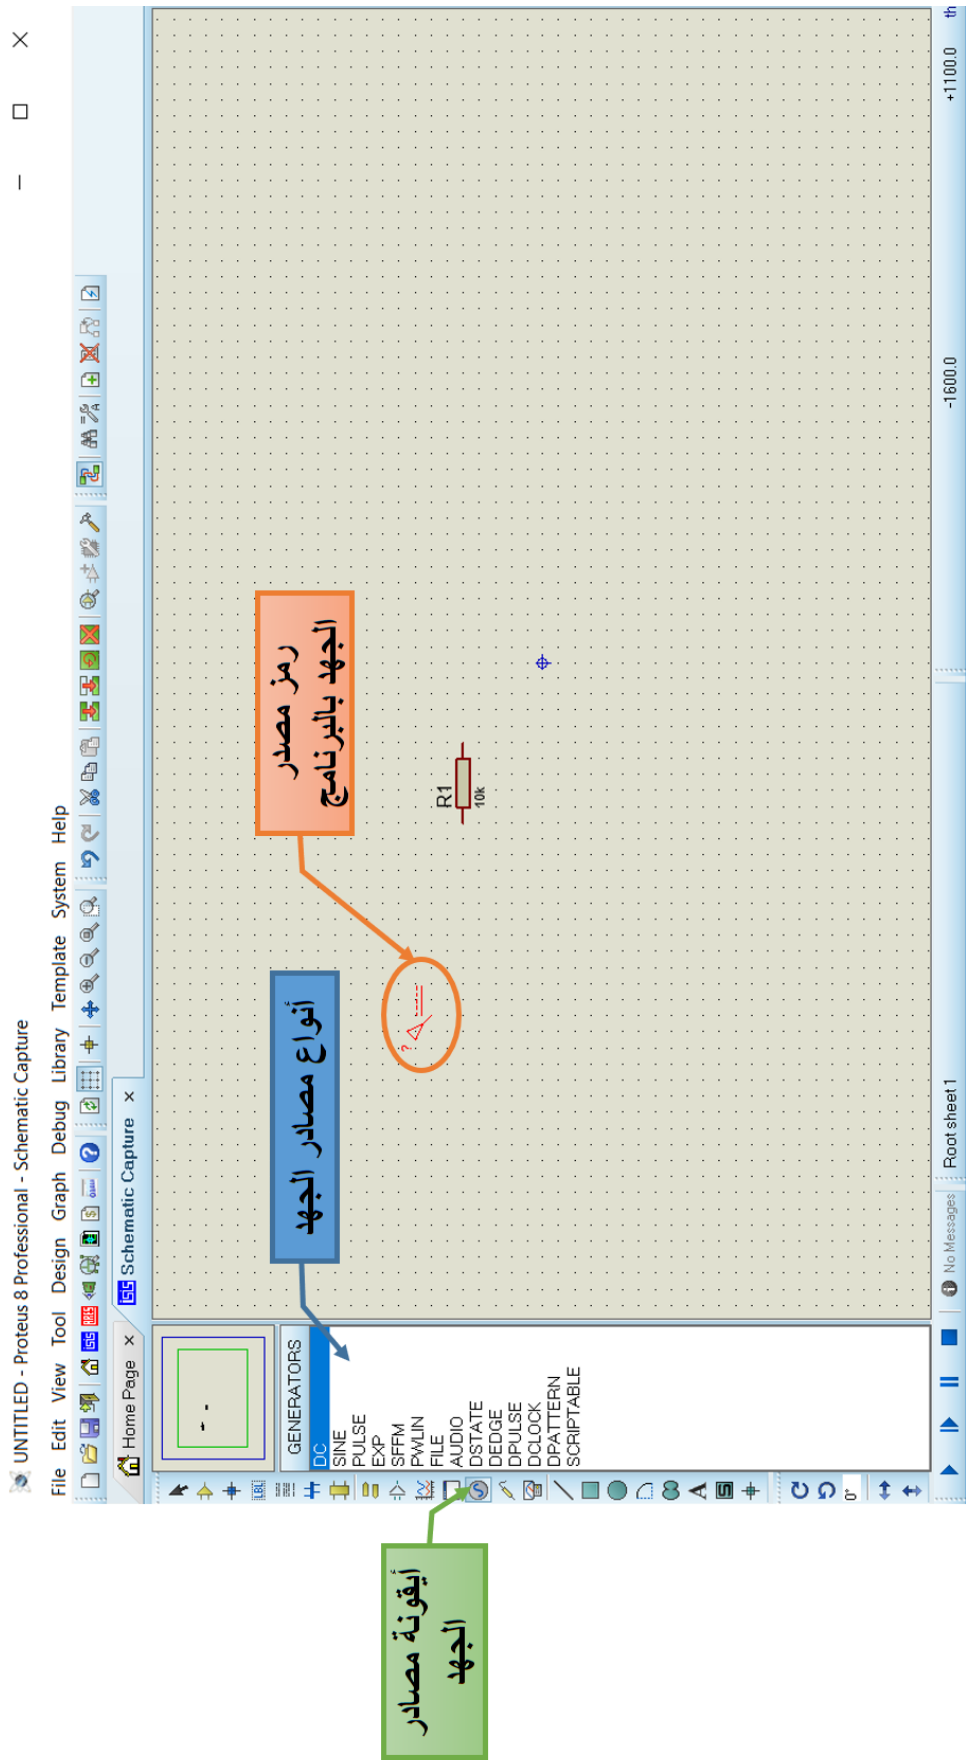 UNTITLED - Proteus 8 Professional - Schematic Capture
File Edit View Tool Design Graph Debug Library Template System Help
Home Page
Schematic Capture
GENERATORS
DC
SINE
PULSE
EXP
SFFM
PWLIN
FILE
AUDIO
DSTATE
DEDGE
DPULSE
DCLOCK
DPATTERN
SCRIPTABLE
أيقونة مصادر
الجهد
أنواع مصادر الجهد
رمز مصدر
الجهد بالبرنامج
?
R1
10k
LBL
0°
No Messages
Root sheet 1
-1600.0
+1100.0
th